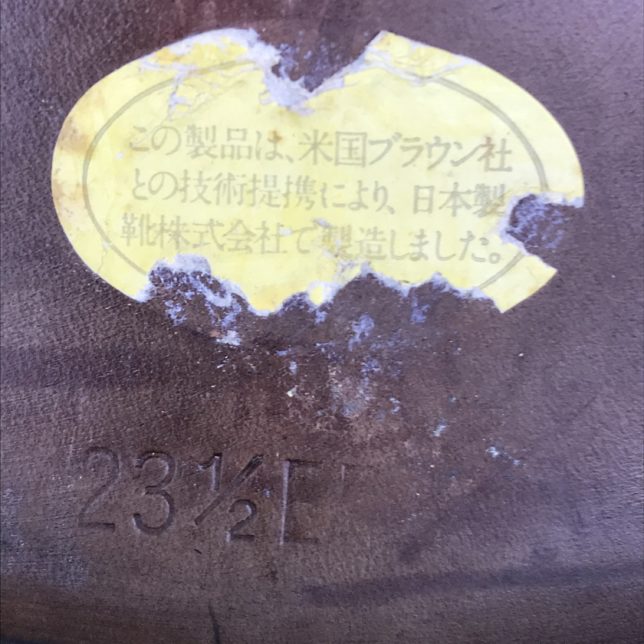 この製品は、米国ブラウン社
との技術提携により、日本製
靴株式会社で製造しました。
23½E